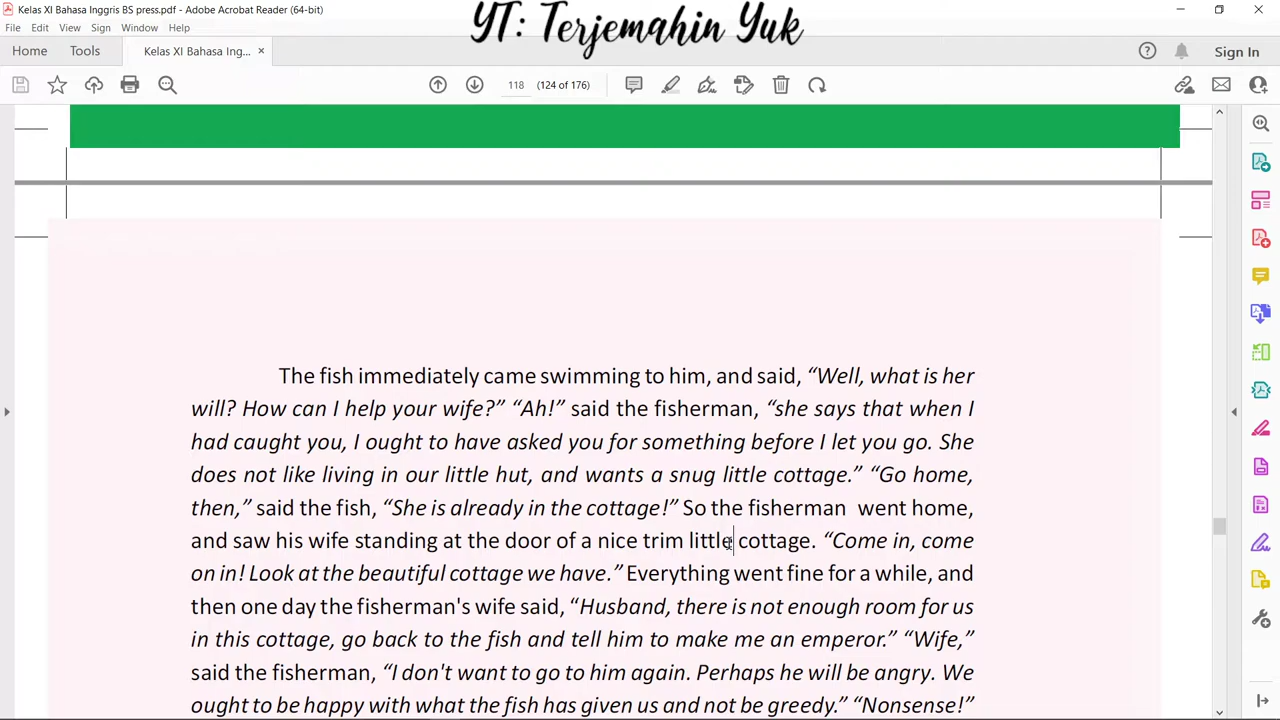 Kelas XI Bahasa Inggris BS press.pdf - Adobe Acrobat Reader (64-bit)
YT: Terjemahin Yuk
File Edit View Sign Window Help
Home Tools Kelas XI Bahasa Ing... × Sign In
118 (124 of 176)
The fish immediately came swimming to him, and said, “Well, what is her
will? How can I help your wife?” “Ah!” said the fisherman, “she says that when I
had caught you, I ought to have asked you for something before I let you go. She
does not like living in our little hut, and wants a snug little cottage.” “Go home,
then,” said the fish, “She is already in the cottage!” So the fisherman went home,
and saw his wife standing at the door of a nice trim little cottage. “Come in, come
on in! Look at the beautiful cottage we have.” Everything went fine for a while, and
then one day the fisherman's wife said, “Husband, there is not enough room for us
in this cottage, go back to the fish and tell him to make me an emperor.” “Wife,”
said the fisherman, “I don't want to go to him again. Perhaps he will be angry. We
ought to be happy with what the fish has given us and not be greedy.” “Nonsense!”